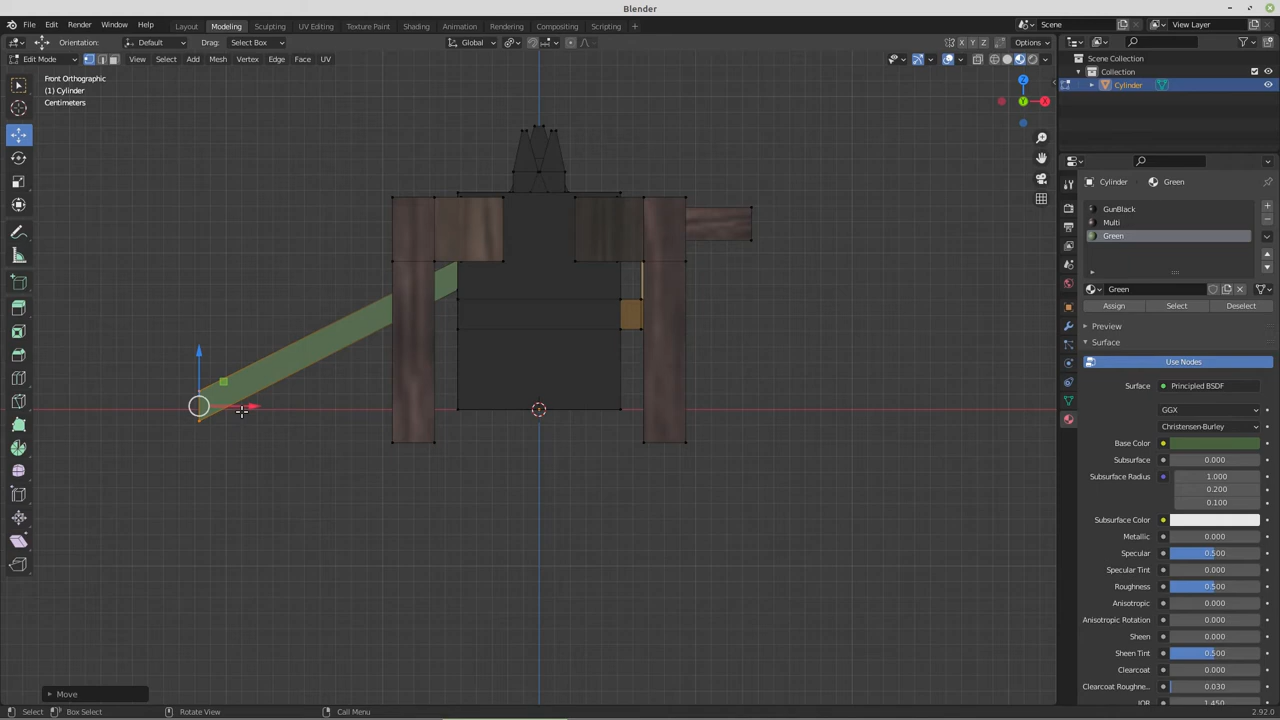 Blender
File Edit Render Window Help Layout Modeling Sculpting UV Editing Texture Paint Shading Animation Rendering Compositing Scripting + Scene View Layer
Orientation: Default Drag: Select Box Global X Y Z Options
Edit Mode View Select Add Mesh Vertex Edge Face UV
Front Orthographic
(1) Cylinder
Centimeters
Z
Y
X
Scene Collection
Collection
Cylinder
Cylinder > Green
GunBlack
Multi
Green
Green
Assign Select Deselect
Preview
Surface
Use Nodes
Surface Principled BSDF
GGX
Christensen-Burley
Base Color
Subsurface 0.000
Subsurface Radius 1.000
0.200
0.100
Subsurface Color
Metallic 0.000
Specular 0.500
Specular Tint 0.000
Roughness 0.500
Anisotropic 0.000
Anisotropic Rotation 0.000
Sheen 0.000
Sheen Tint 0.500
Clearcoat 0.000
Clearcoat Roughne... 0.030
IOR 1.450
Move
Select Box Select Rotate View Call Menu 2.92.0